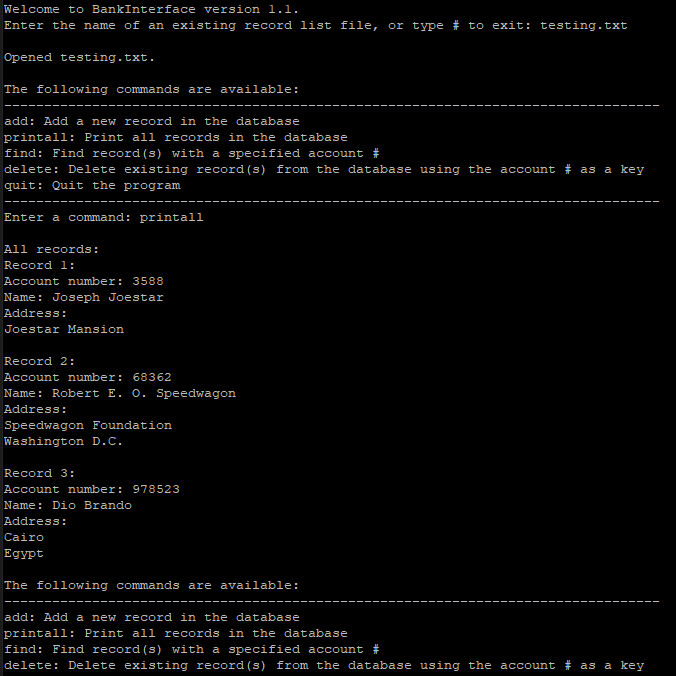 Welcome to BankInterface version 1.1.
Enter the name of an existing record list file, or type # to exit: testing.txt
Opened testing.txt.
The following commands are available:
----------------------------------------------------------------------------------
add: Add a new record in the database
printall: Print all records in the database
find: Find record(s) with a specified account #
delete: Delete existing record(s) from the database using the account # as a key
quit: Quit the program
----------------------------------------------------------------------------------
Enter a command: printall
All records:
Record 1:
Account number: 3588
Name: Joseph Joestar
Address:
Joestar Mansion
Record 2:
Account number: 68362
Name: Robert E. O. Speedwagon
Address:
Speedwagon Foundation
Washington D.C.
Record 3:
Account number: 978523
Name: Dio Brando
Address:
Cairo
Egypt
The following commands are available:
----------------------------------------------------------------------------------
add: Add a new record in the database
printall: Print all records in the database
find: Find record(s) with a specified account #
delete: Delete existing record(s) from the database using the account # as a key